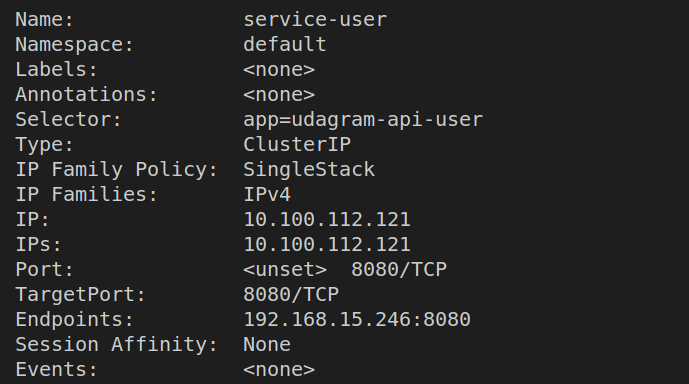 Name:              service-user
Namespace:         default
Labels:            <none>
Annotations:       <none>
Selector:          app=udagram-api-user
Type:              ClusterIP
IP Family Policy:  SingleStack
IP Families:       IPv4
IP:                10.100.112.121
IPs:               10.100.112.121
Port:              <unset>  8080/TCP
TargetPort:        8080/TCP
Endpoints:         192.168.15.246:8080
Session Affinity:  None
Events:            <none>